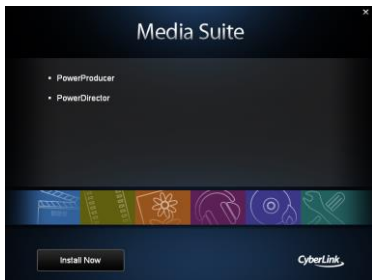 Media Suite
• PowerProducer
• PowerDirector
Install Now
CyberLink